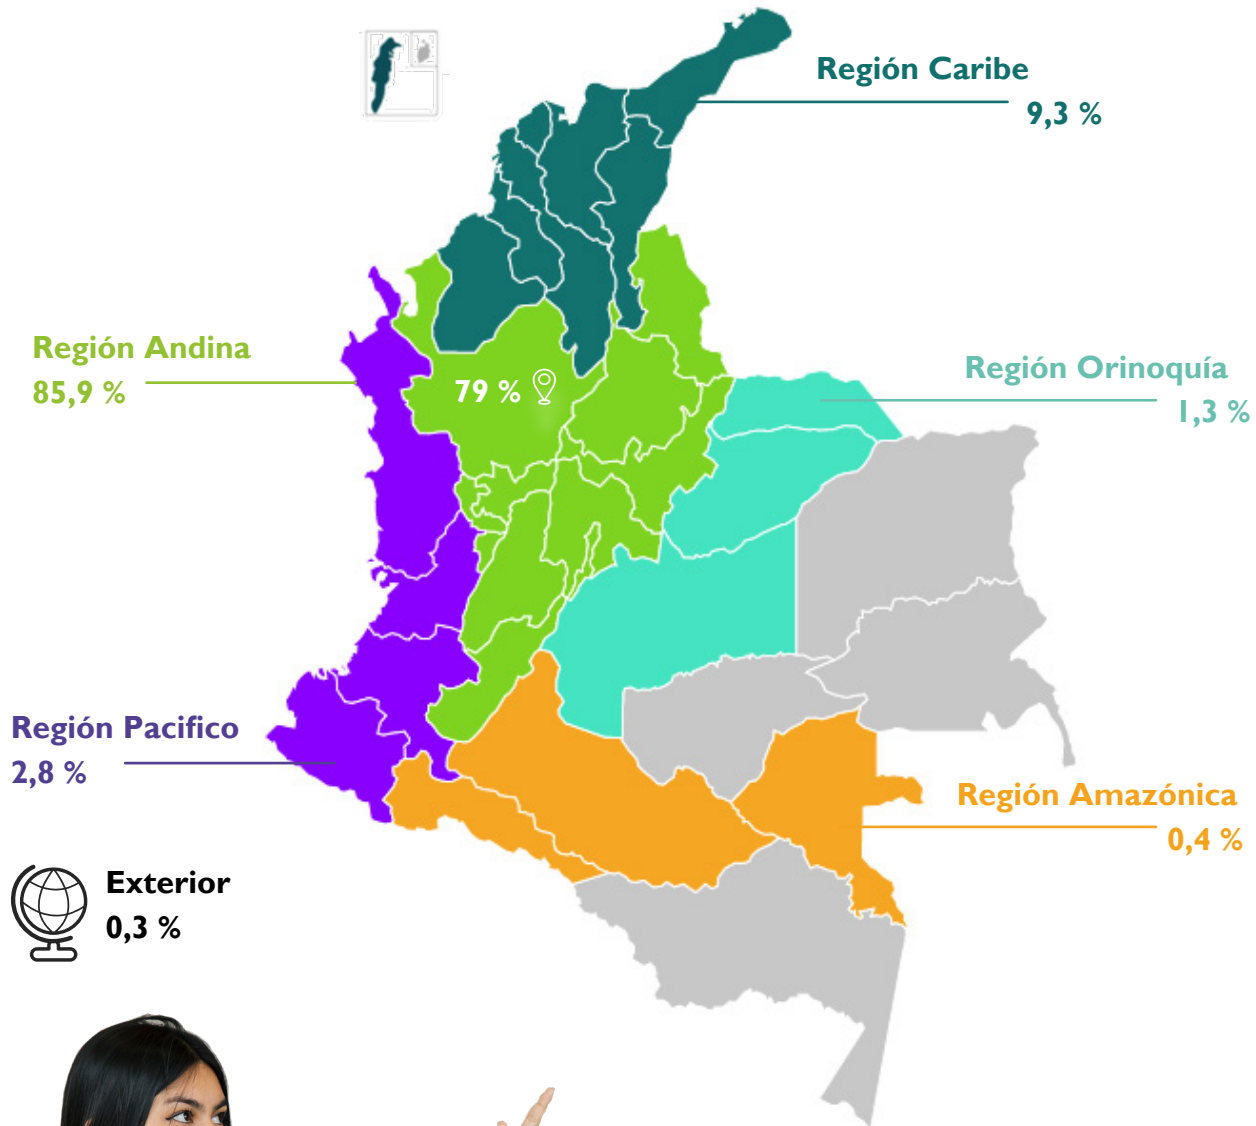 Región Caribe
9,3 %
Región Andina
85,9 %
79 %
Región Orinoquía
1,3 %
Región Pacifico
2,8 %
Región Amazónica
0,4 %
Exterior
0,3 %